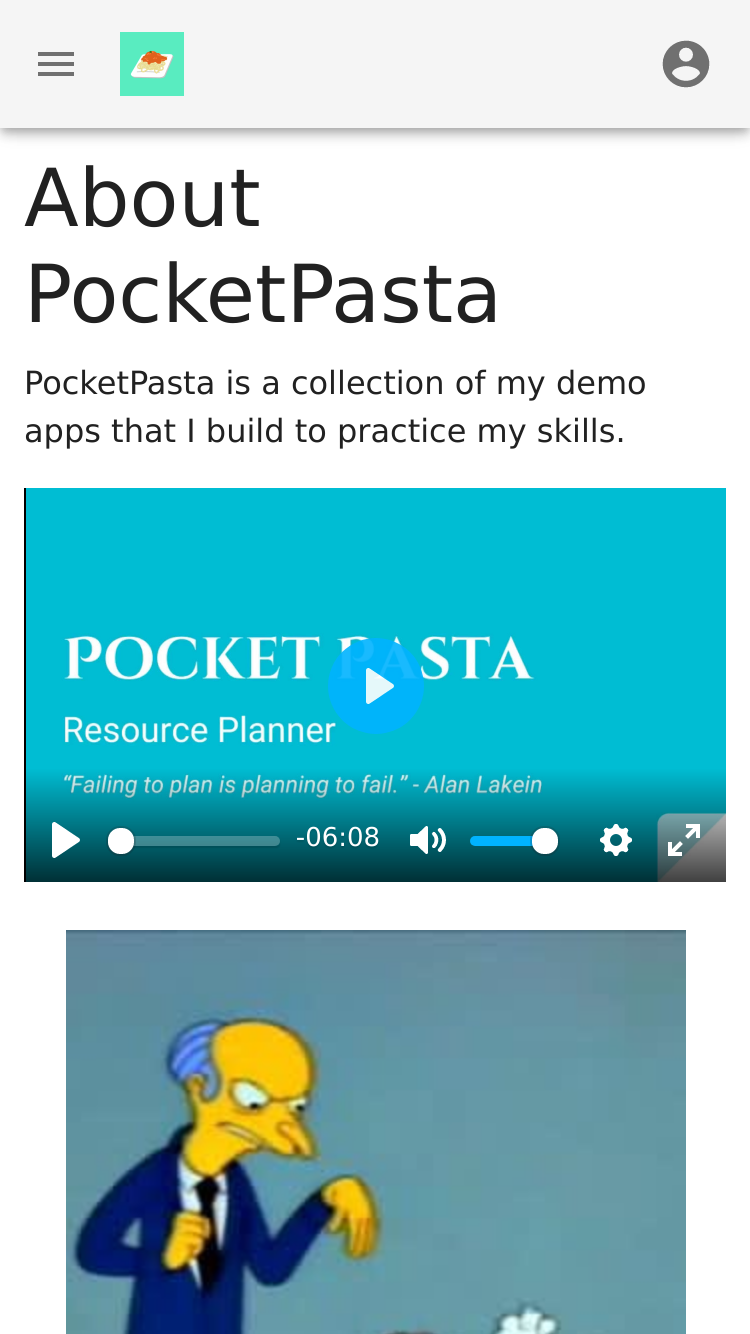 About
PocketPasta
PocketPasta is a collection of my demo
apps that I build to practice my skills.
POCKET PASTA
Resource Planner
“Failing to plan is planning to fail.” - Alan Lakein
-06:08